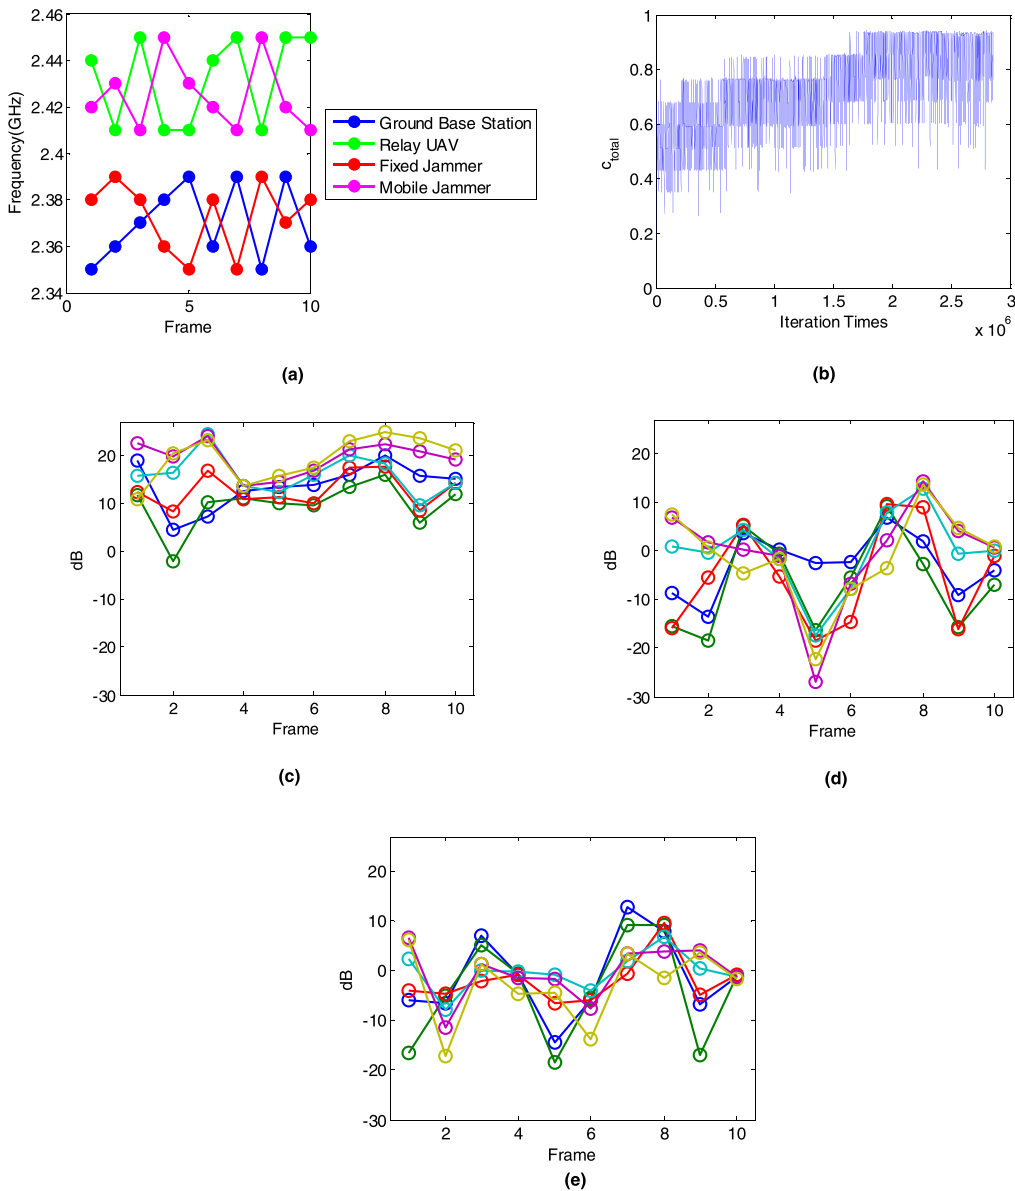 2.46
2.44
2.42
2.4
2.38
2.36
2.34
Frequency(GHz)
0
5
10
Frame
Ground Base Station
Relay UAV
Fixed Jammer
Mobile Jammer
(a)
1
0.8
0.6
0.4
0.2
0
c_total
0
0.5
1
1.5
2
2.5
3
Iteration Times
x 10^6
(b)
20
10
0
-10
-20
-30
dB
2
4
6
8
10
Frame
(c)
20
10
0
-10
-20
-30
dB
2
4
6
8
10
Frame
(d)
20
10
0
-10
-20
-30
dB
2
4
6
8
10
Frame
(e)